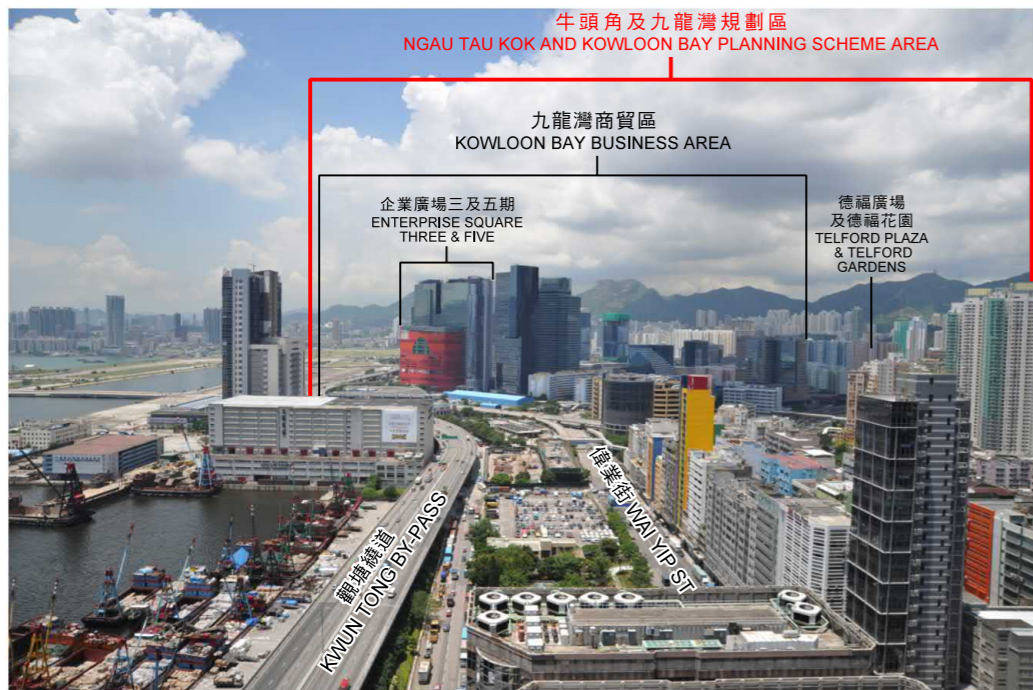 牛頭角及九龍灣規劃區
NGAU TAU KOK AND KOWLOON BAY PLANNING SCHEME AREA
九龍灣商貿區
KOWLOON BAY BUSINESS AREA
企業廣場三及五期
ENTERPRISE SQUARE
THREE & FIVE
德福廣場
及德福花園
TELFORD PLAZA
& TELFORD
GARDENS
觀塘繞道
KWUN TONG BY-PASS
偉業街 WAI YIP ST